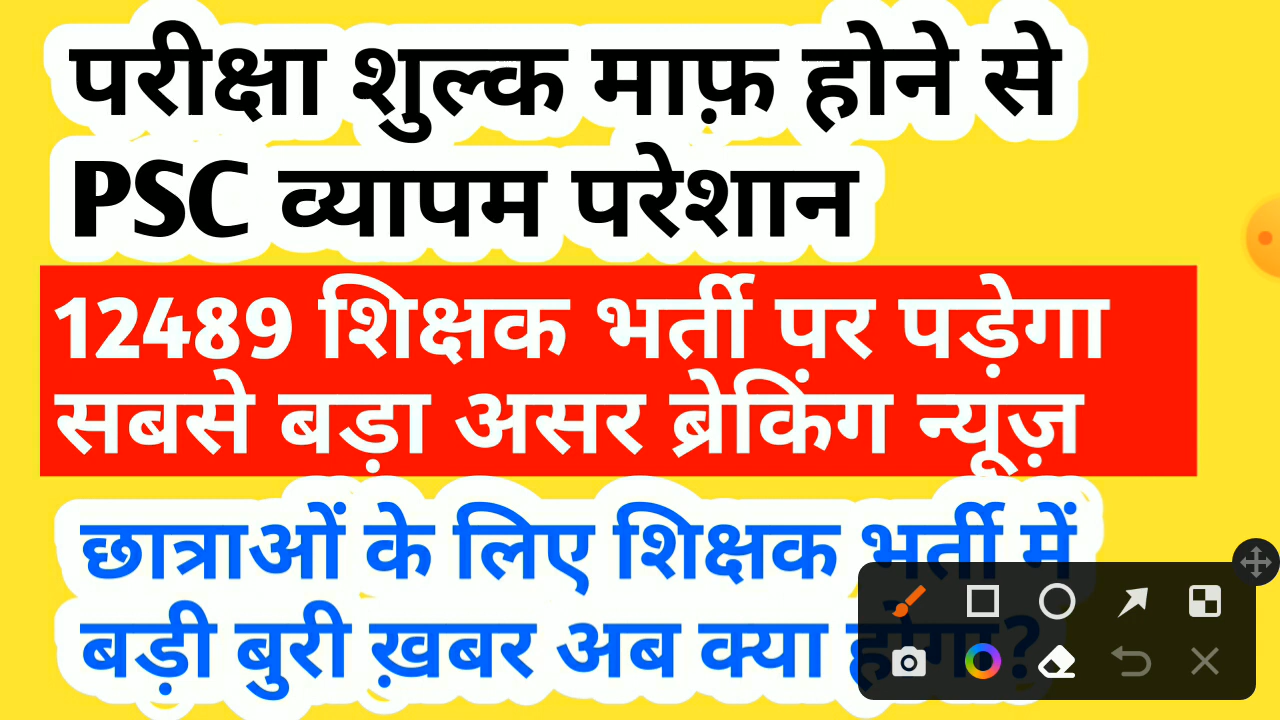 परीक्षा शुल्क माफ़ होने से
PSC व्यापम परेशान
12489 शिक्षक भर्ती पर पड़ेगा
सबसे बड़ा असर ब्रेकिंग न्यूज़
छात्राओं के लिए शिक्षक भर्ती में
बड़ी बुरी ख़बर अब क्या होगा?